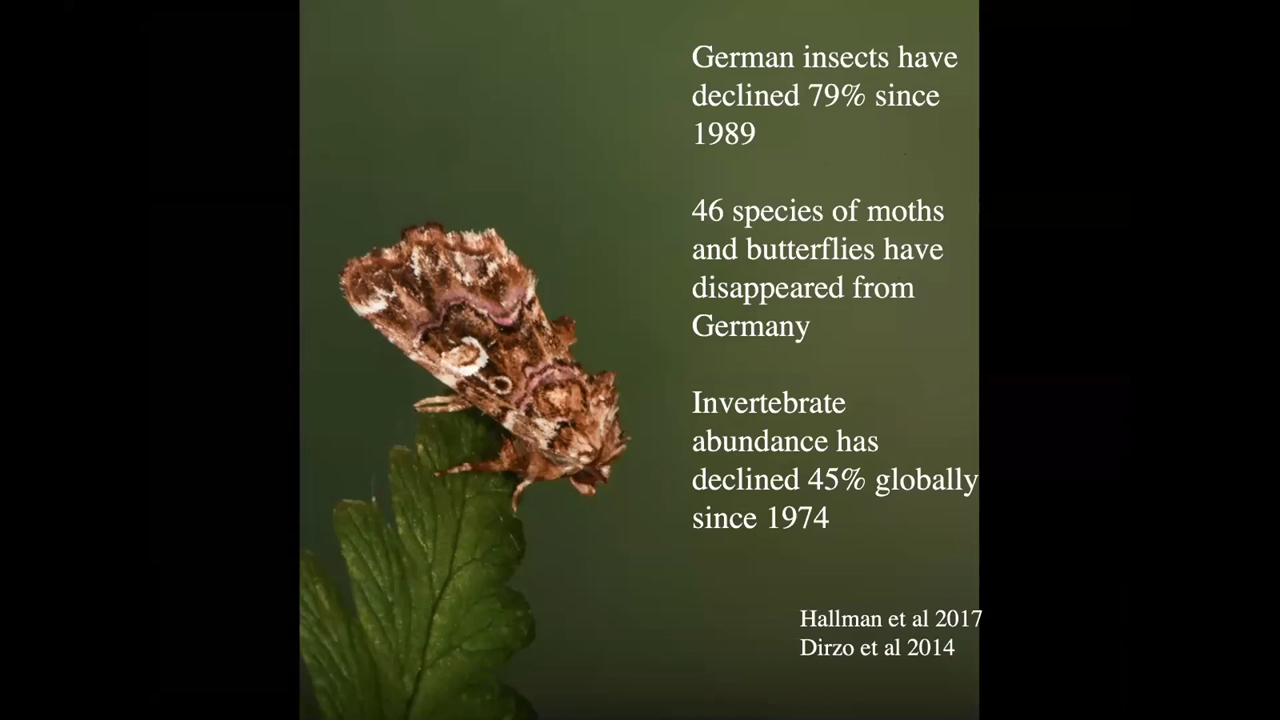 German insects have
declined 79% since
1989
46 species of moths
and butterflies have
disappeared from
Germany
Invertebrate
abundance has
declined 45% globally
since 1974
Hallman et al 2017
Dirzo et al 2014